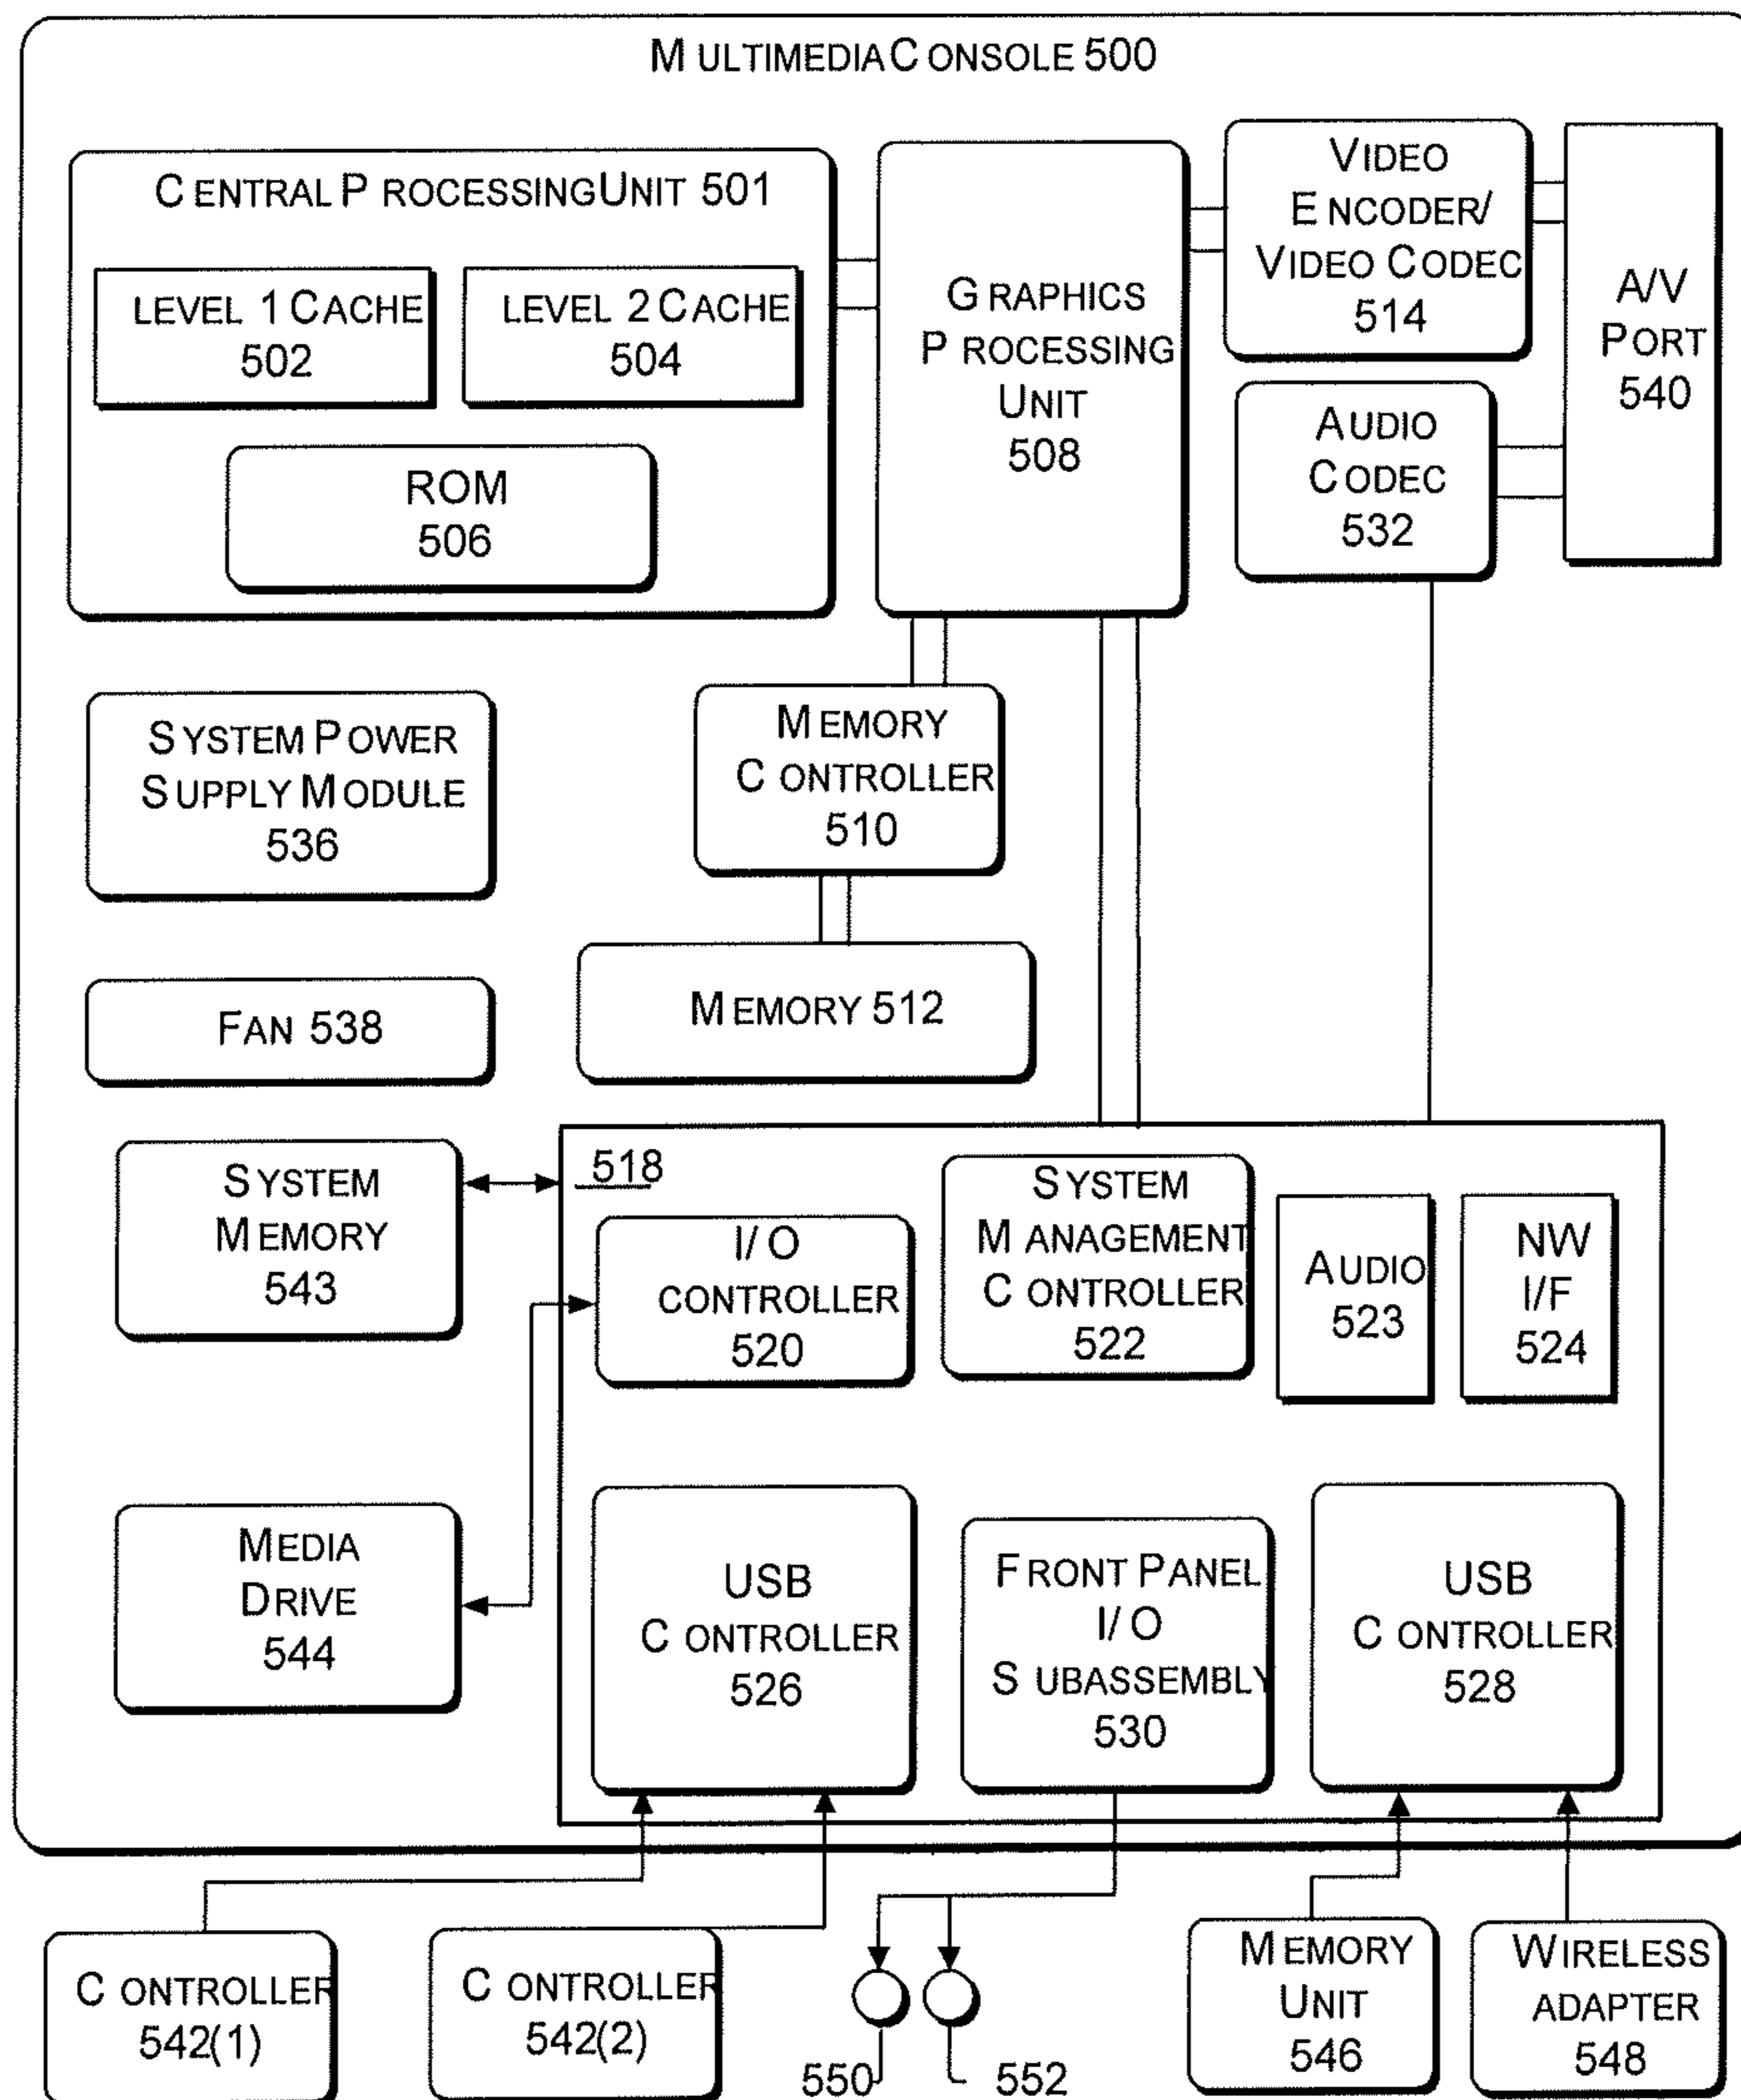 MULTIMEDIA CONSOLE 500
CENTRAL PROCESSING UNIT 501
LEVEL 1 CACHE
502
LEVEL 2 CACHE
504
ROM
506
GRAPHICS
PROCESSING
UNIT
508
VIDEO
ENCODER/
VIDEO CODEC
514
A/V
PORT
540
AUDIO
CODEC
532
SYSTEM POWER
SUPPLY MODULE
536
MEMORY
CONTROLLER
510
FAN 538
MEMORY 512
SYSTEM
MEMORY
543
518
I/O
CONTROLLER
520
SYSTEM
MANAGEMENT
CONTROLLER
522
AUDIO
523
NW
I/F
524
MEDIA
DRIVE
544
USB
CONTROLLER
526
FRONT PANEL
I/O
SUBASSEMBLY
530
USB
CONTROLLER
528
CONTROLLER
542(1)
CONTROLLER
542(2)
550
552
MEMORY
UNIT
546
WIRELESS
ADAPTER
548